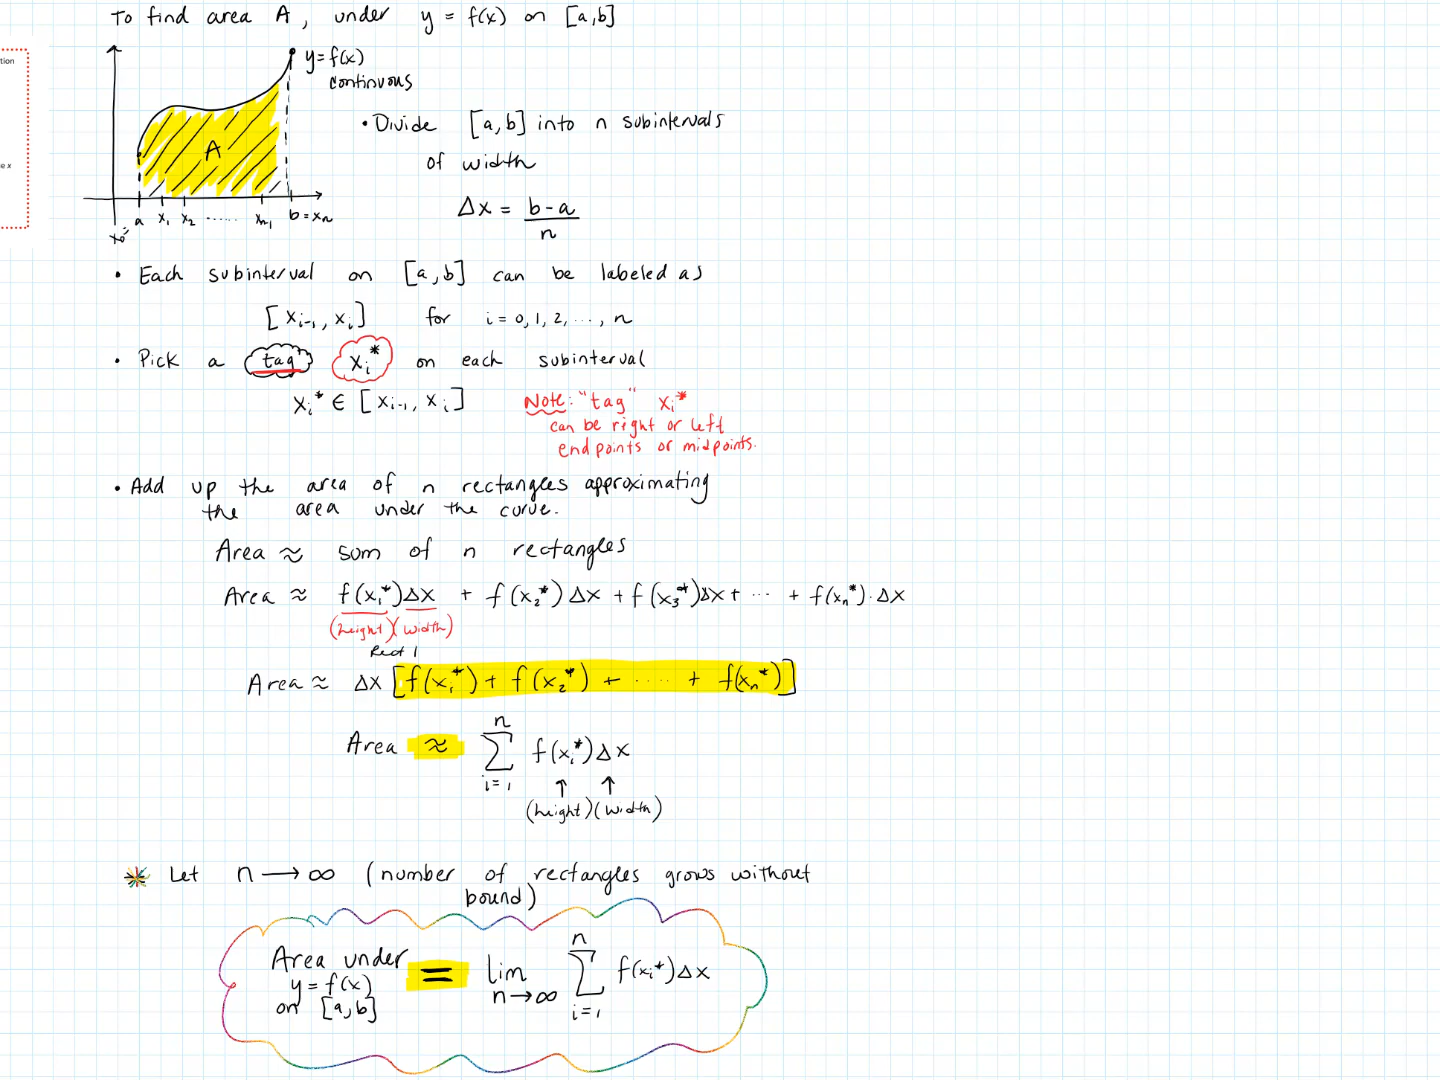 To find area A, under y = f(x) on [a,b]
tion
y=f(x)
continuous
• Divide [a,b] into n subintervals
of width
e x
A
Δx = (b-a)/n
x₀= a x₁ x₂ ...... xₙ₋₁ b=xₙ
• Each subinterval on [a,b] can be labeled as
[xᵢ₋₁, xᵢ] for i = 0, 1, 2, ..., n
• Pick a tag xᵢ* on each subinterval
xᵢ* ∈ [xᵢ₋₁, xᵢ]
Note: "tag" xᵢ*
can be right or left
endpoints or midpoints.
• Add up the area of n rectangles approximating
the area under the curve.
Area ≈ sum of n rectangles
Area ≈ f(x₁*)Δx + f(x₂*)Δx + f(x₃*)Δx + ... + f(xₙ*)·Δx
(height)(width)
Rect 1
Area ≈ Δx [f(x₁*) + f(x₂*) + ..... + f(xₙ*)]
Area ≈ ∑ᵢ₌₁ⁿ f(xᵢ*)Δx
(height)(width)
* Let n → ∞ (number of rectangles grows without
bound)
Area under
y = f(x)
on [a,b]
= lim n→∞ ∑ᵢ₌₁ⁿ f(xᵢ*)Δx